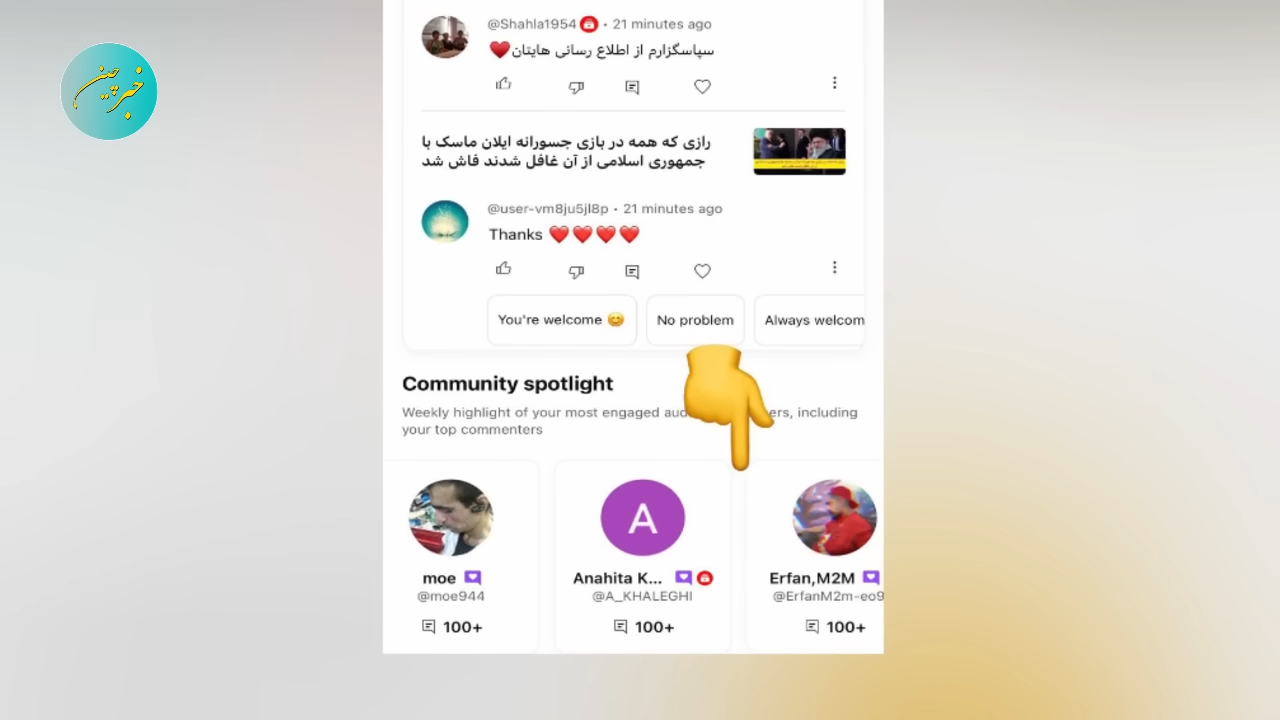 خبرچین
@Shahla1954 • 21 minutes ago
سپاسگزارم از اطلاع رسانی هایتان❤️
رازی که همه در بازی جسورانه ایلان ماسک با
جمهوری اسلامی از آن غافل شدند فاش شد
@user-vm8ju5jl8p • 21 minutes ago
Thanks ❤️❤️❤️❤️
You're welcome 😊 No problem Always welcom
Community spotlight
Weekly highlight of your most engaged aud ers, including
your top commenters
A
moe Anahita K... Erfan,M2M
@moe944 @A_KHALEGHI @ErfanM2m-eo9
100+ 100+ 100+